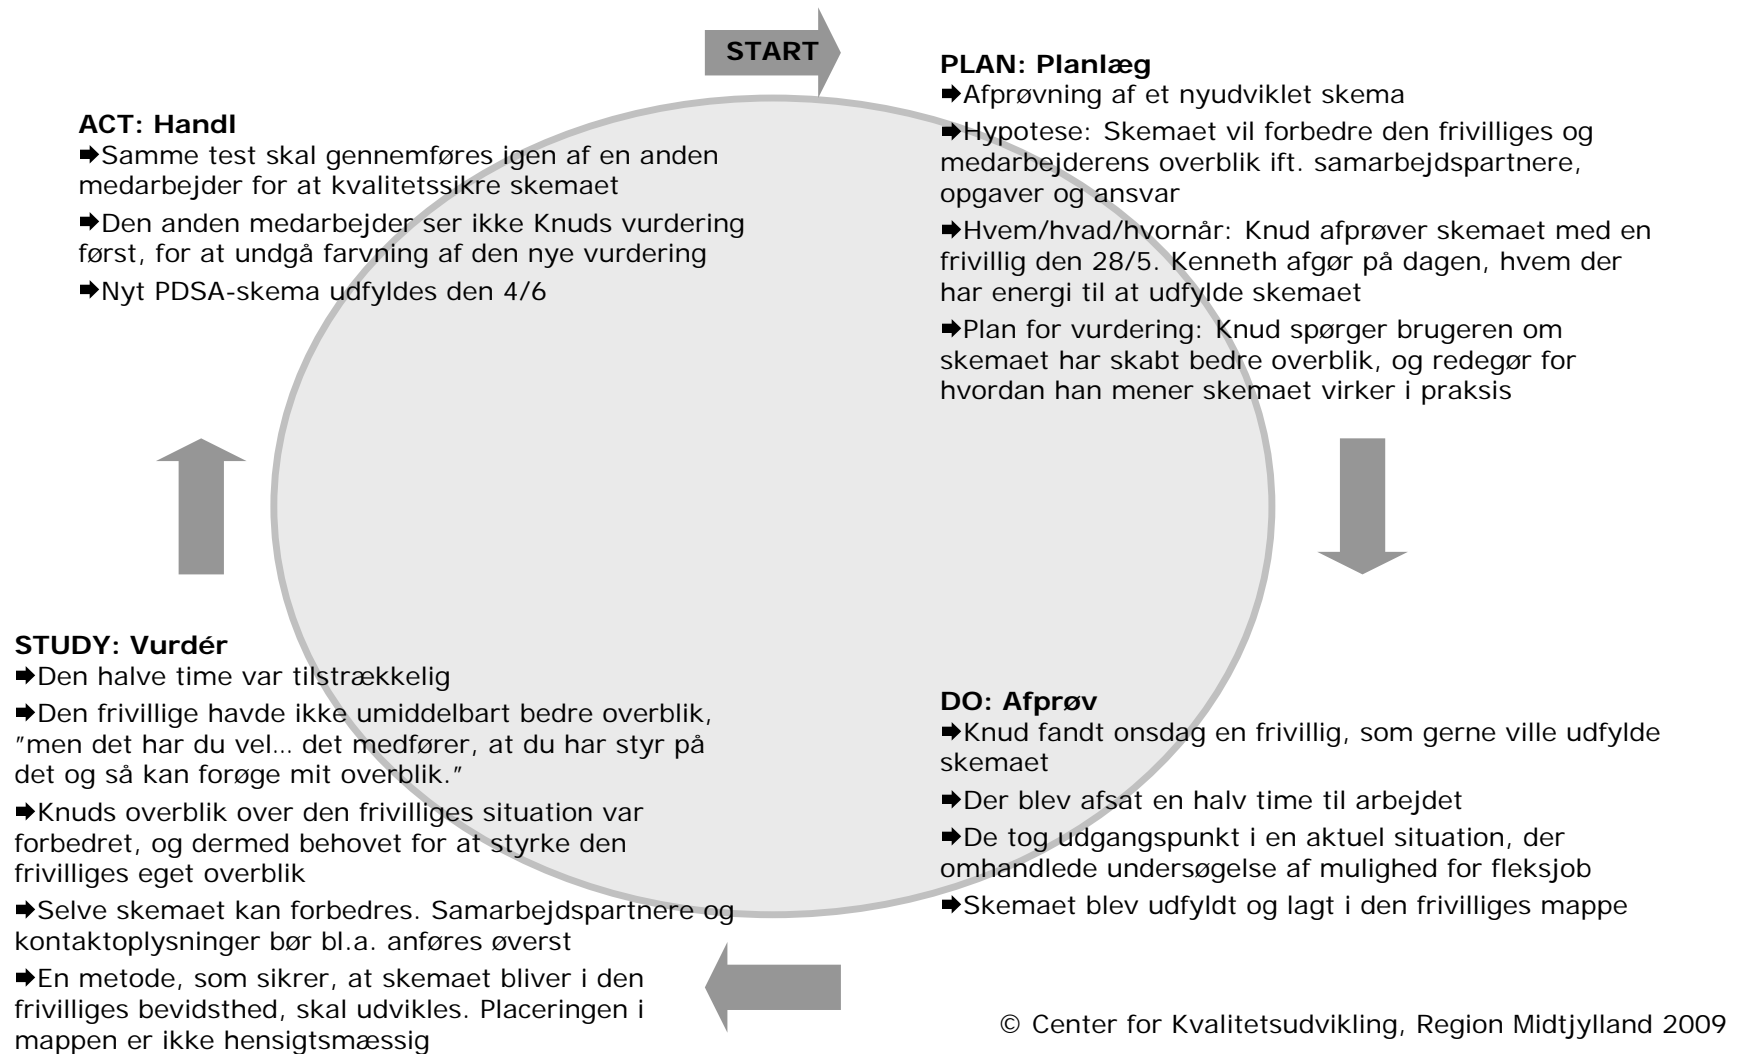 START
PLAN: Planlæg
➡Afprøvning af et nyudviklet skema
➡Hypotese: Skemaet vil forbedre den frivilliges og
medarbejderens overblik ift. samarbejdspartnere,
opgaver og ansvar
➡Hvem/hvad/hvornår: Knud afprøver skemaet med en
frivillig den 28/5. Kenneth afgør på dagen, hvem der
har energi til at udfylde skemaet
➡Plan for vurdering: Knud spørger brugeren om
skemaet har skabt bedre overblik, og redegør for
hvordan han mener skemaet virker i praksis
DO: Afprøv
➡Knud fandt onsdag en frivillig, som gerne ville udfylde
skemaet
➡Der blev afsat en halv time til arbejdet
➡De tog udgangspunkt i en aktuel situation, der
omhandlede undersøgelse af mulighed for fleksjob
➡Skemaet blev udfyldt og lagt i den frivilliges mappe
STUDY: Vurdér
➡Den halve time var tilstrækkelig
➡Den frivillige havde ikke umiddelbart bedre overblik,
”men det har du vel… det medfører, at du har styr på
det og så kan forøge mit overblik.”
➡Knuds overblik over den frivilliges situation var
forbedret, og dermed behovet for at styrke den
frivilliges eget overblik
➡Selve skemaet kan forbedres. Samarbejdspartnere og
kontaktoplysninger bør bl.a. anføres øverst
➡En metode, som sikrer, at skemaet bliver i den
frivilliges bevidsthed, skal udvikles. Placeringen i
mappen er ikke hensigtsmæssig
ACT: Handl
➡Samme test skal gennemføres igen af en anden
medarbejder for at kvalitetssikre skemaet
➡Den anden medarbejder ser ikke Knuds vurdering
først, for at undgå farvning af den nye vurdering
➡Nyt PDSA-skema udfyldes den 4/6
© Center for Kvalitetsudvikling, Region Midtjylland 2009